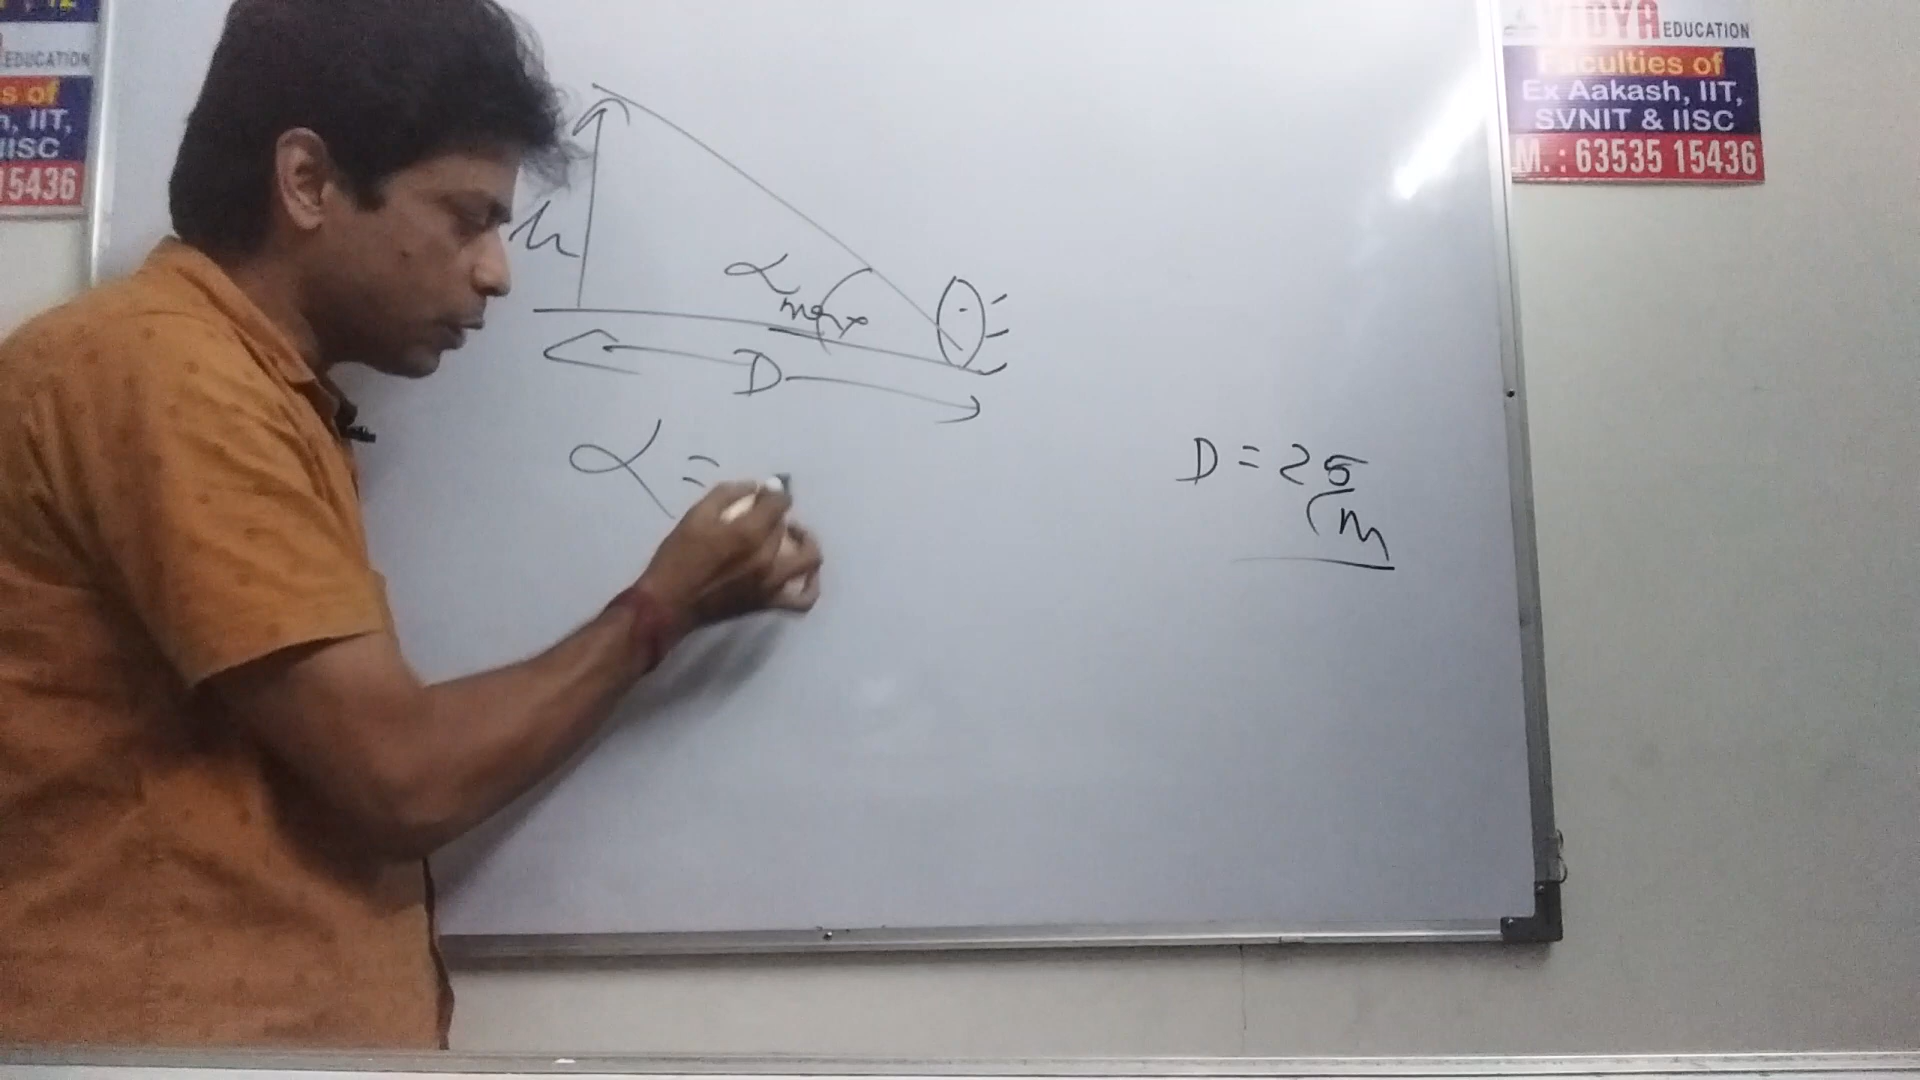 EDUCATION
s of
, IIT,
IISC
15436
h
α max
D
α =
D = 25
cm
VIDYA EDUCATION
Faculties of
Ex Aakash, IIT,
SVNIT & IISC
M. : 63535 15436